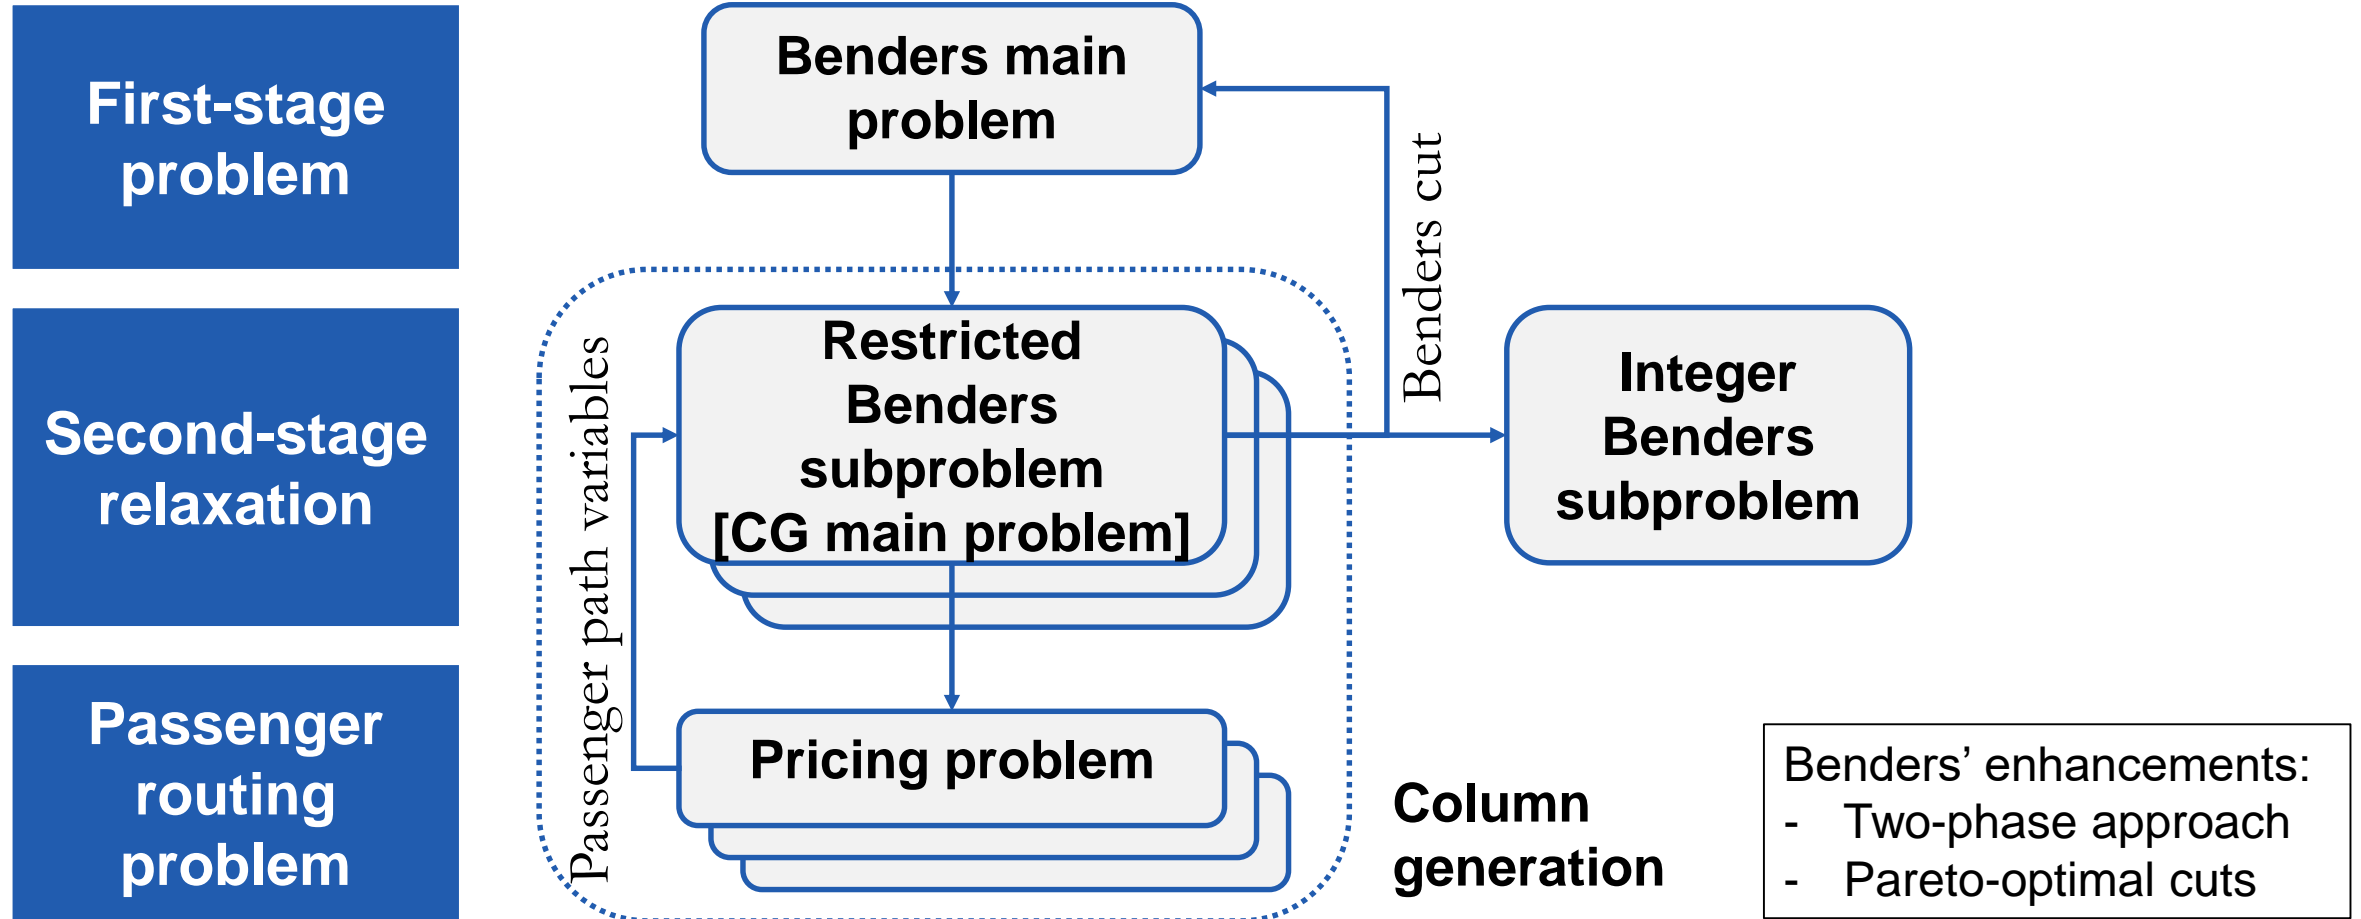 First-stage
problem
Benders main
problem
Benders cut
Second-stage
relaxation
Passenger path variables
Restricted
Benders
subproblem
[CG main problem]
Integer
Benders
subproblem
Passenger
routing
problem
Pricing problem
Column
generation
Benders’ enhancements:
- Two-phase approach
- Pareto-optimal cuts